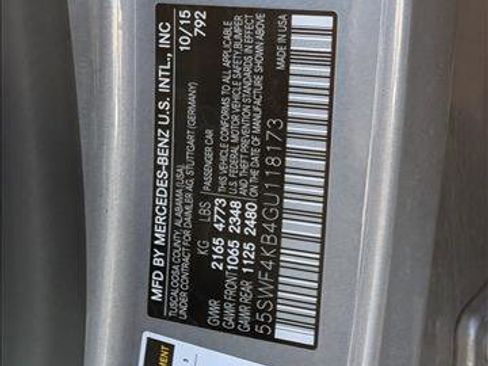 MFD BY MERCEDES-BENZ U.S. INTL., INC
TUSCALOOSA COUNTY, ALABAMA (USA)
UNDER CONTRACT FOR DAIMLER AG, STUTTGART (GERMANY)
10/15
792
KG LBS PASSENGER CAR
GVWR 2165 4773
GAWR FRONT 1065 2348
GAWR REAR 1125 2480
THIS VEHICLE CONFORMS TO ALL APPLICABLE
U.S. FEDERAL MOTOR VEHICLE SAFETY, BUMPER
AND THEFT PREVENTION STANDARDS IN EFFECT
ON THE DATE OF MANUFACTURE SHOWN ABOVE
55SWF4KB4GU118173
MADE IN USA